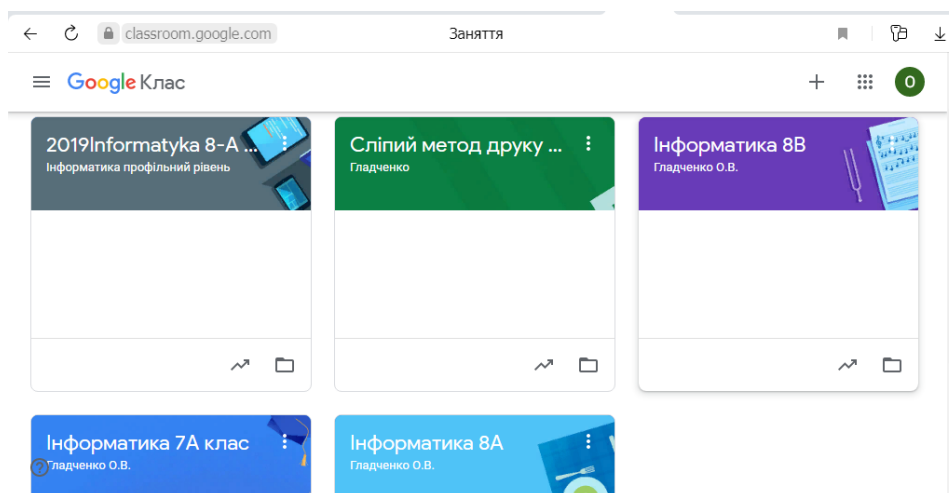 classroom.google.com
Заняття
Google Клас
О
2019Informatyka 8-А ...
Інформатика профільний рівень
Сліпий метод друку ...
Гладченко
Інформатика 8В
Гладченко О.В.
Інформатика 7А клас
Гладченко О.В.
Інформатика 8А
Гладченко О.В.